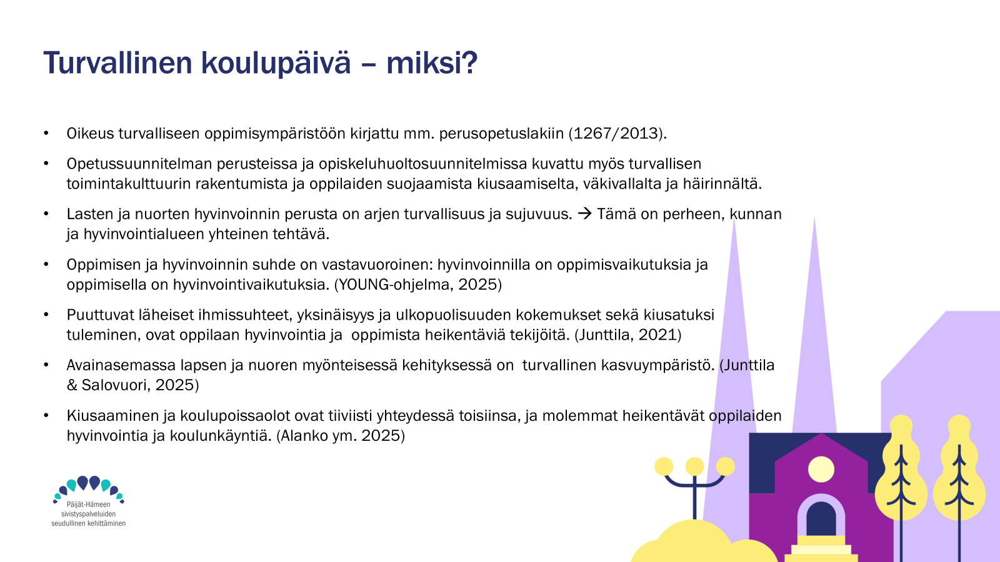 Turvallinen koulupäivä – miksi?
• Oikeus turvalliseen oppimisympäristöön kirjattu mm. perusopetuslakiin (1267/2013).
• Opetussuunnitelman perusteissa ja opiskeluhuoltosuunnitelmissa kuvattu myös turvallisen
toimintakulttuurin rakentumista ja oppilaiden suojaamista kiusaamiselta, väkivallalta ja häirinnältä.
• Lasten ja nuorten hyvinvoinnin perusta on arjen turvallisuus ja sujuvuus. → Tämä on perheen, kunnan
ja hyvinvointialueen yhteinen tehtävä.
• Oppimisen ja hyvinvoinnin suhde on vastavuoroinen: hyvinvoinnilla on oppimisvaikutuksia ja
oppimisella on hyvinvointivaikutuksia. (YOUNG-ohjelma, 2025)
• Puuttuvat läheiset ihmissuhteet, yksinäisyys ja ulkopuolisuuden kokemukset sekä kiusatuksi
tuleminen, ovat oppilaan hyvinvointia ja  oppimista heikentäviä tekijöitä. (Junttila, 2021)
• Avainasemassa lapsen ja nuoren myönteisessä kehityksessä on  turvallinen kasvuympäristö. (Junttila
& Salovuori, 2025)
• Kiusaaminen ja koulupoissaolot ovat tiiviisti yhteydessä toisiinsa, ja molemmat heikentävät oppilaiden
hyvinvointia ja koulunkäyntiä. (Alanko ym. 2025)
Päijät-Hämeen
sivistyspalveluiden
seudullinen kehittäminen